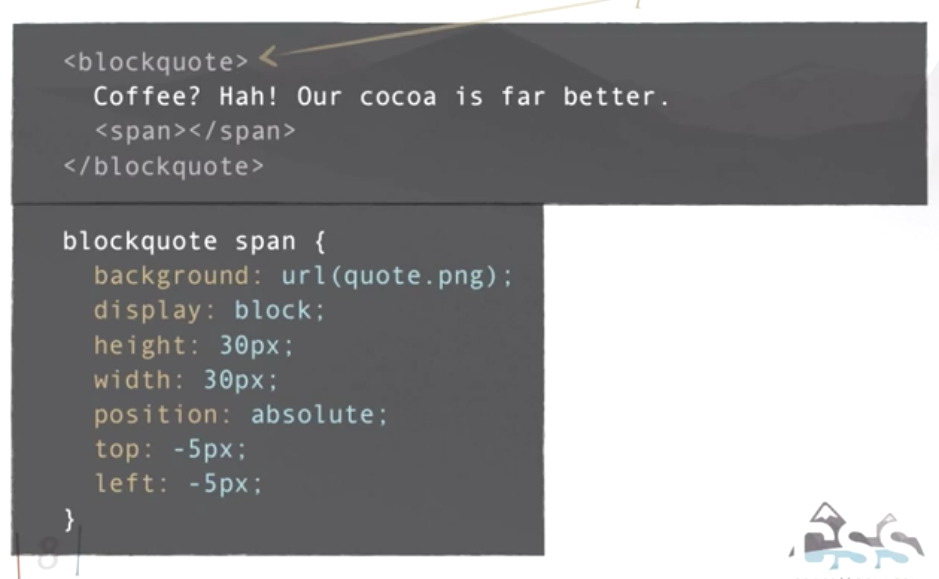 <blockquote>
Coffee? Hah! Our cocoa is far better.
<span></span>
</blockquote>
blockquote span {
background: url(quote.png);
display: block;
height: 30px;
width: 30px;
position: absolute;
top: -5px;
left: -5px;
}
8
CSS